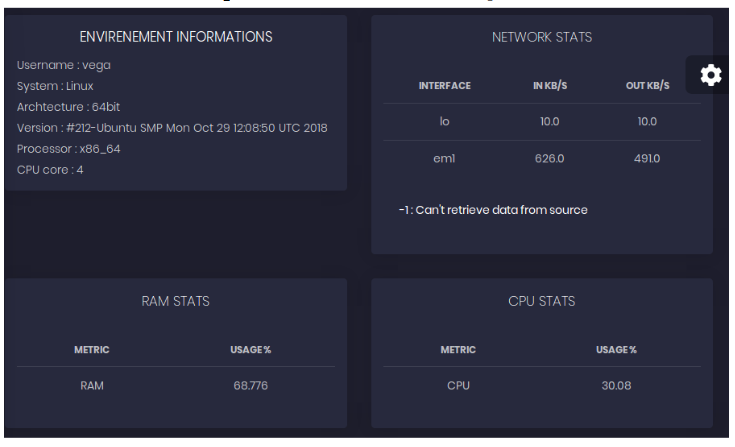 ENVIRENEMENT INFORMATIONS
Username : vega
System : Linux
Archtecture : 64bit
Version : #212-Ubuntu SMP Mon Oct 29 12:08:50 UTC 2018
Processor : x86_64
CPU core : 4
NETWORK STATS
INTERFACE IN KB/S OUT KB/S
lo 10.0 10.0
em1 626.0 491.0
-1 : Can't retrieve data from source
RAM STATS
METRIC USAGE %
RAM 68.776
CPU STATS
METRIC USAGE %
CPU 30.08